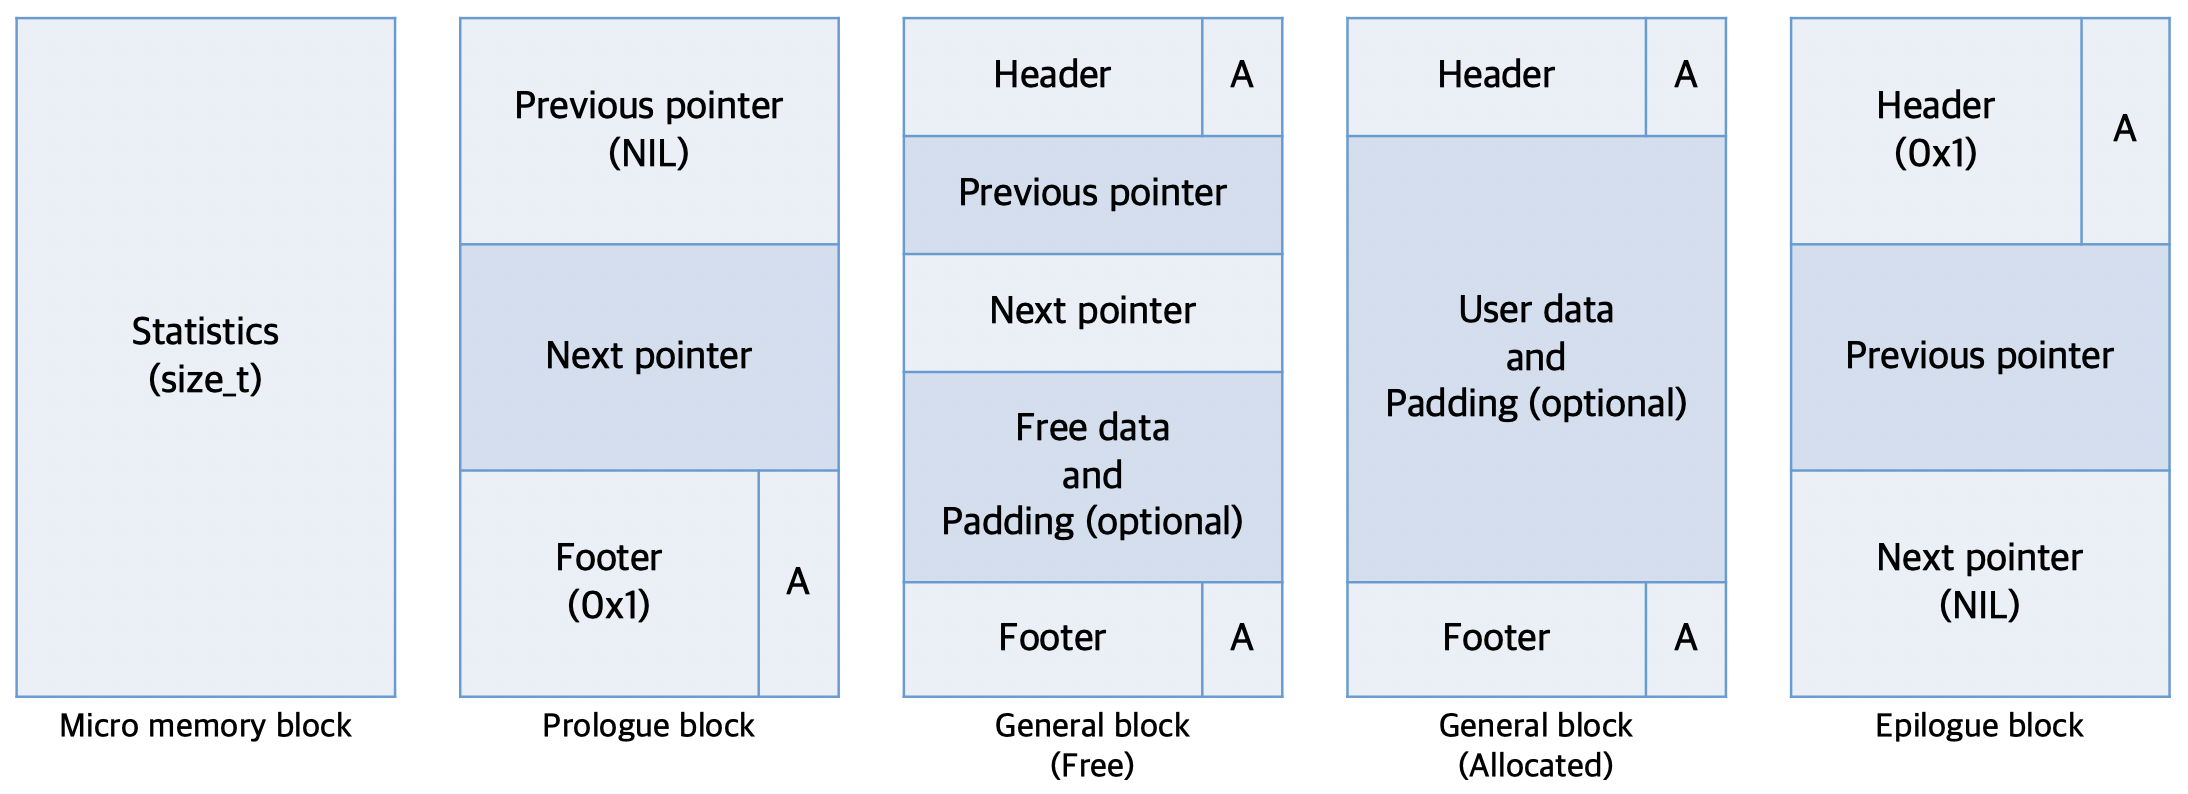 Statistics
(size_t)
Micro memory block
Previous pointer
(NIL)
Next pointer
Footer
(0x1)
A
Prologue block
Header
A
Previous pointer
Next pointer
Free data
and
Padding (optional)
Footer
A
General block
(Free)
Header
A
User data
and
Padding (optional)
Footer
A
General block
(Allocated)
Header
(0x1)
A
Previous pointer
Next pointer
(NIL)
Epilogue block